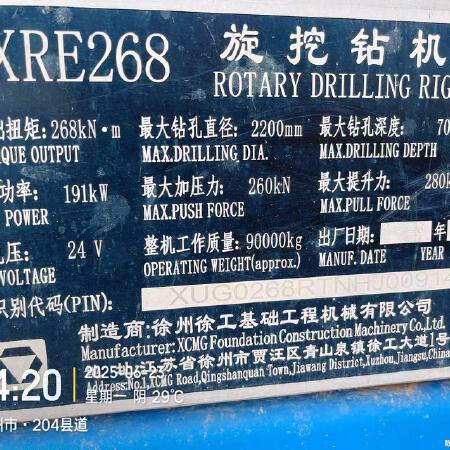 XRE268 旋挖钻机
ROTARY DRILLING RIG
出扭矩: 268kN·m 最大钻孔直径: 2200mm 最大钻孔深度: 70
QUE OUTPUT MAX.DRILLING DIA. MAX.DRILLING DEPTH
功率: 191kW 最大加压力: 260kN 最大提升力: 280k
POWER MAX.PUSH FORCE MAX.PULL FORCE
压: 24 V 整机工作质量: 90000kg 出厂日期: 年
VOLTAGE OPERATING WEIGHT(approx.) MANUF. DATE YEAR
识别代码(PIN): XUG0268RTNHJ00914
制造商:徐州徐工基础工程机械有限公司
Manufacturer: XCMG Foundation Construction Machinery Co., Ltd.
江苏省徐州市贾汪区青山泉镇徐工大道1号
Address:No.1,XCMG Road,Qingshanquan Town,Jiawang District,Xuzhou,Jiangsu,China
4:20
2025-06-23
星期一 阴 29℃
州市·204县道